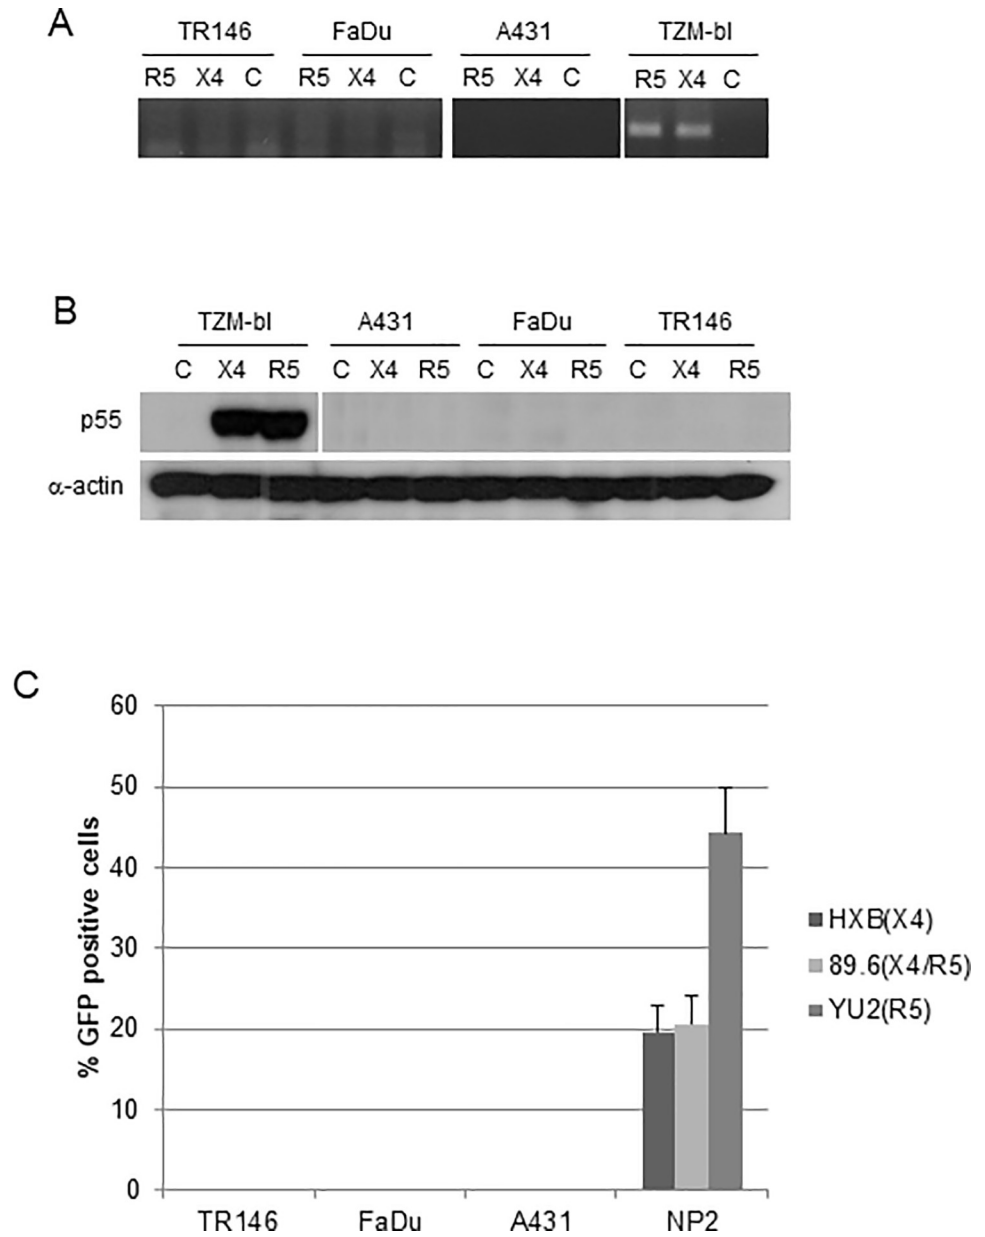 A
TR146 FaDu A431 TZM-bl
R5 X4 C R5 X4 C R5 X4 C R5 X4 C
B
TZM-bl A431 FaDu TR146
C X4 R5 C X4 R5 C X4 R5 C X4 R5
p55
α-actin
C
60
50
40
30
20
10
0
% GFP positive cells
TR146 FaDu A431 NP2
HXB(X4)
89.6(X4/R5)
YU2(R5)